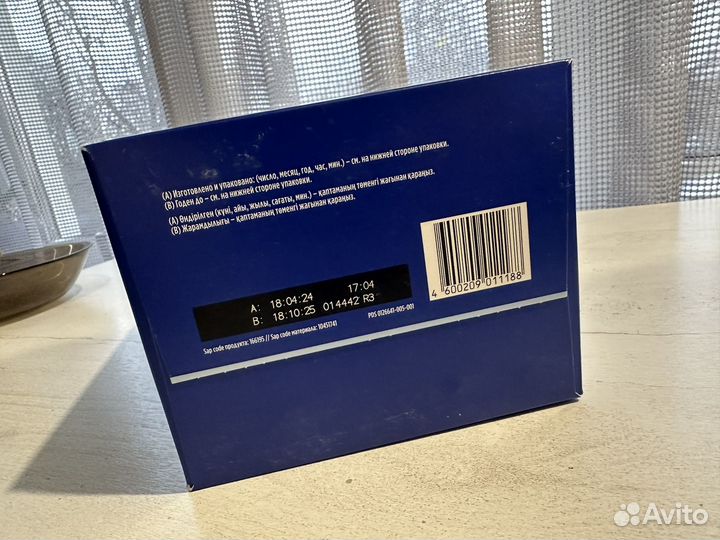 (А) Изготовлено и упаковано: (число, месяц, год, час, мин.) – см. на нижней стороне упаковки.
(В) Годен до – см. на нижней стороне упаковки.
(А) Өндірілген (күні, айы, жылы, сағаты, мин.) – қаптаманың төменгі жағынан қараңыз.
(В) Жарамдылығы – қаптаманың төменгі жағынан қараңыз.
А: 18:04:24 17:04
В: 18:10:25 014442 R3
Sap code продукта: 166195 // Sap code материала: 10451741
POS 0126641-005-001
4 600209 011188
Avito